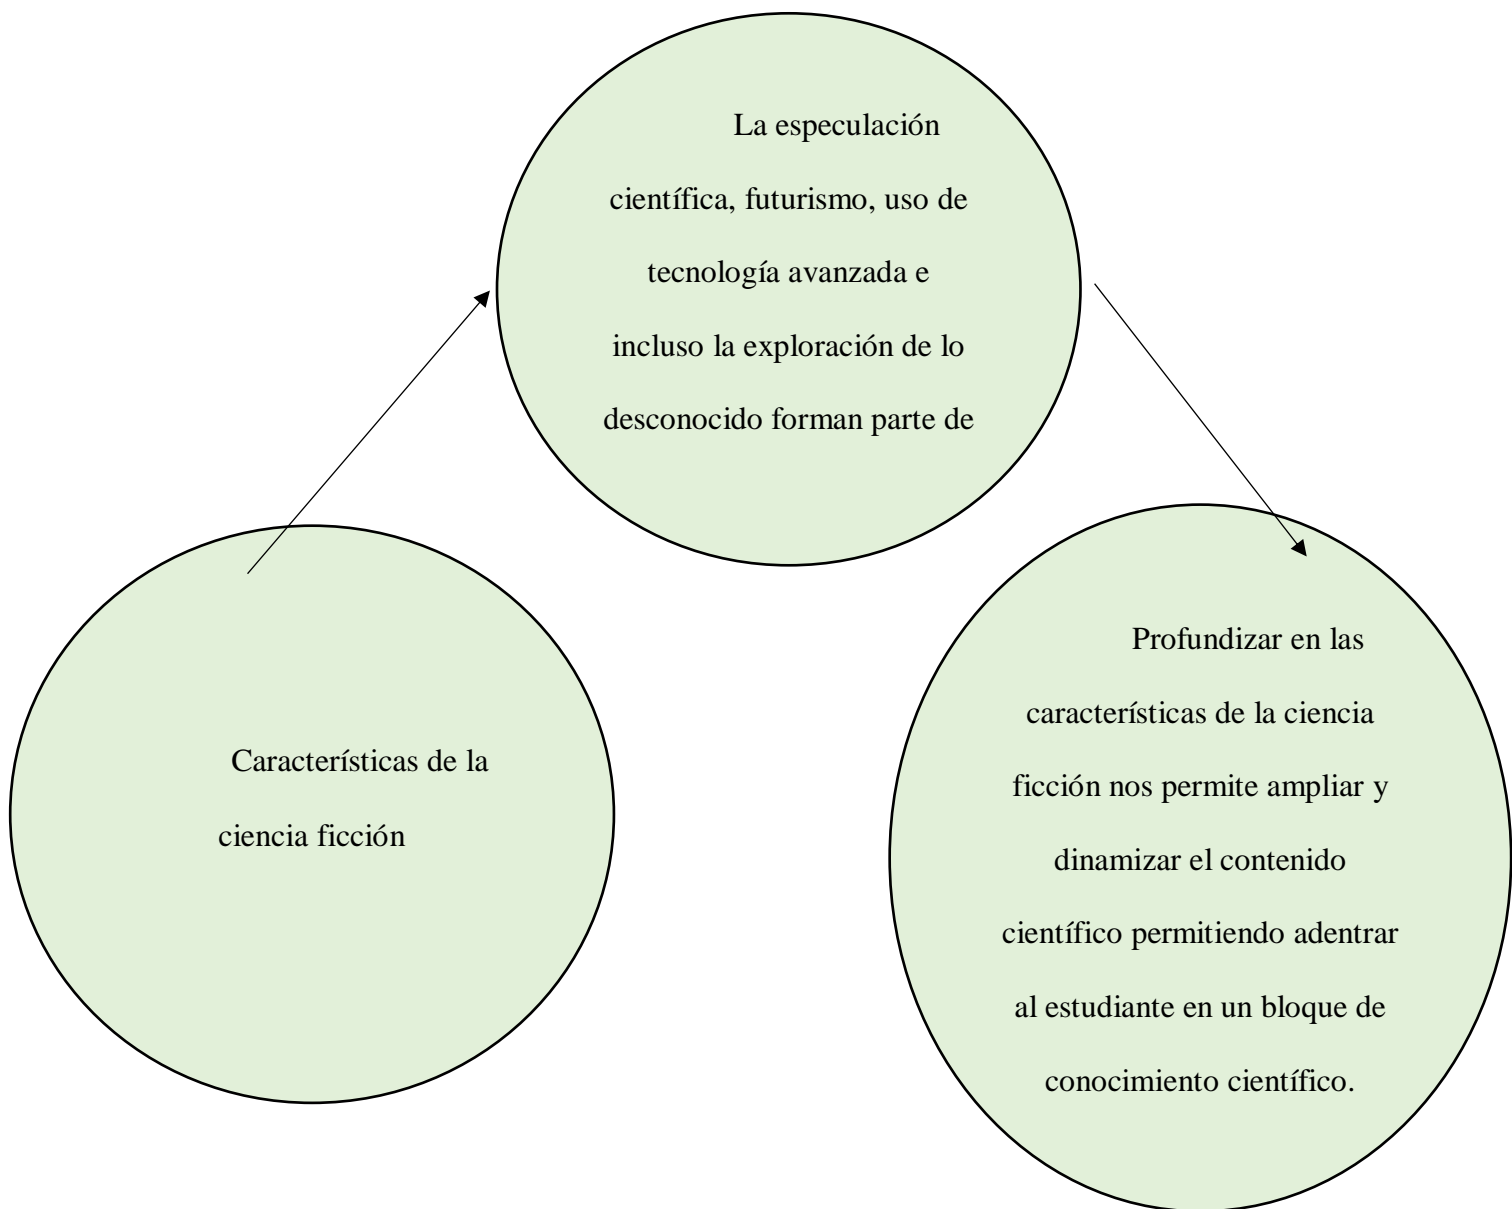 La especulación
científica, futurismo, uso de
tecnología avanzada e
incluso la exploración de lo
desconocido forman parte de
Características de la
ciencia ficción
Profundizar en las
características de la ciencia
ficción nos permite ampliar y
dinamizar el contenido
científico permitiendo adentrar
al estudiante en un bloque de
conocimiento científico.